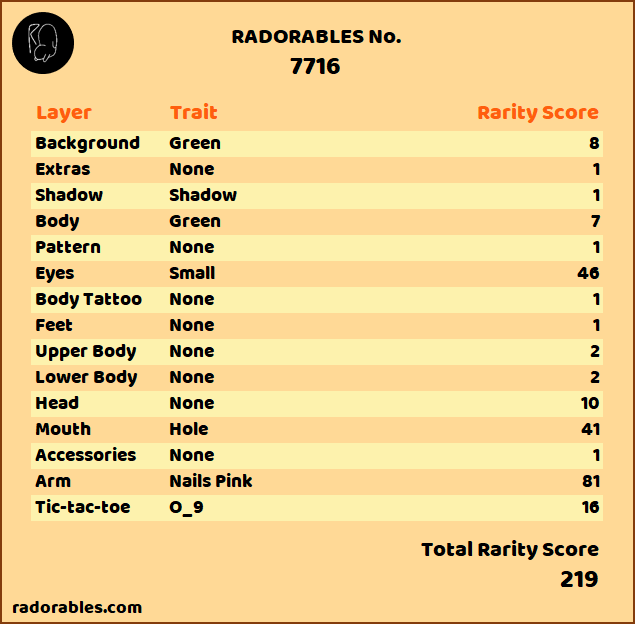 RADORABLES No.
7716
Layer Trait Rarity Score
Background Green 8
Extras None 1
Shadow Shadow 1
Body Green 7
Pattern None 1
Eyes Small 46
Body Tattoo None 1
Feet None 1
Upper Body None 2
Lower Body None 2
Head None 10
Mouth Hole 41
Accessories None 1
Arm Nails Pink 81
Tic-tac-toe O_9 16
Total Rarity Score
219
radorables.com